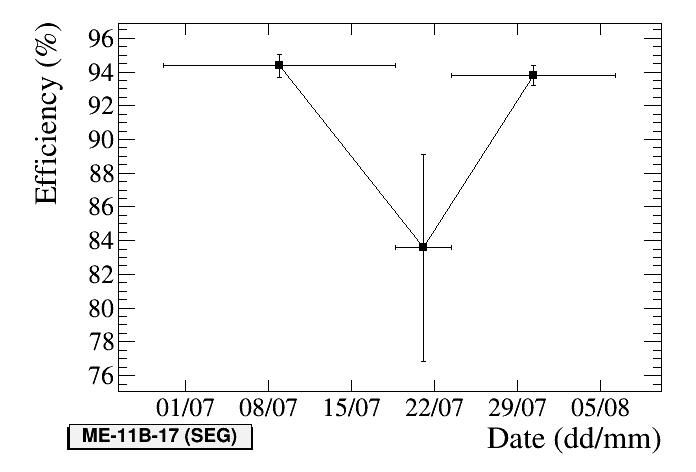 Efficiency (%)
96
94
92
90
88
86
84
82
80
78
76
01/07 08/07 15/07 22/07 29/07 05/08
Date (dd/mm)
ME-11B-17 (SEG)